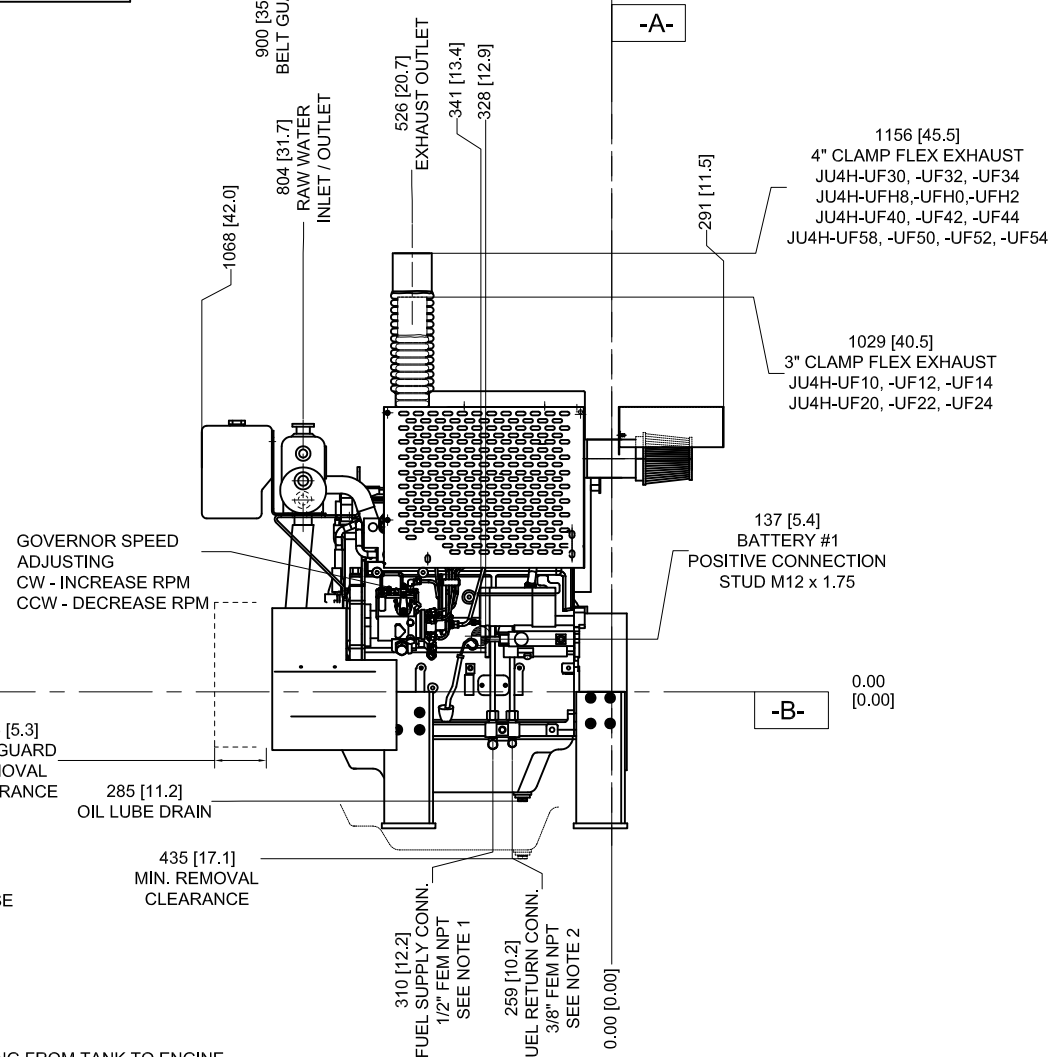 900 [35
BELT GU
526 [20.7]
EXHAUST OUTLET
341 [13.4]
328 [12.9]
-A-
804 [31.7]
RAW WATER
INLET / OUTLET
1068 [42.0]
291 [11.5]
1156 [45.5]
4" CLAMP FLEX EXHAUST
JU4H-UF30, -UF32, -UF34
JU4H-UFH8,-UFH0,-UFH2
JU4H-UF40, -UF42, -UF44
JU4H-UF58, -UF50, -UF52, -UF54
1029 [40.5]
3" CLAMP FLEX EXHAUST
JU4H-UF10, -UF12, -UF14
JU4H-UF20, -UF22, -UF24
GOVERNOR SPEED
ADJUSTING
CW - INCREASE RPM
CCW - DECREASE RPM
137 [5.4]
BATTERY #1
POSITIVE CONNECTION
STUD M12 x 1.75
0.00
[0.00]
-B-
[5.3]
GUARD
MOVAL
RANCE
285 [11.2]
OIL LUBE DRAIN
435 [17.1]
MIN. REMOVAL
CLEARANCE
SE
310 [12.2]
FUEL SUPPLY CONN.
1/2" FEM NPT
SEE NOTE 1
259 [10.2]
UEL RETURN CONN.
3/8" FEM NPT
SEE NOTE 2
0.00 [0.00]
NG FROM TANK TO ENGINE